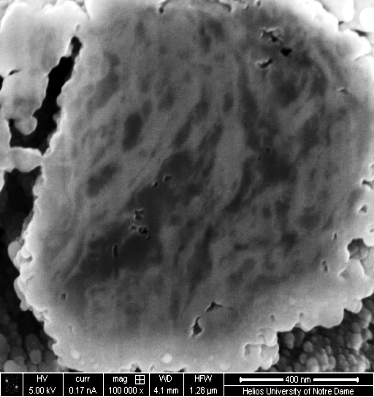 HV curr mag WD HFW 400 nm
5.00 kV 0.17 nA 100 000 x 4.1 mm 1.28 µm Helios University of Notre Dame